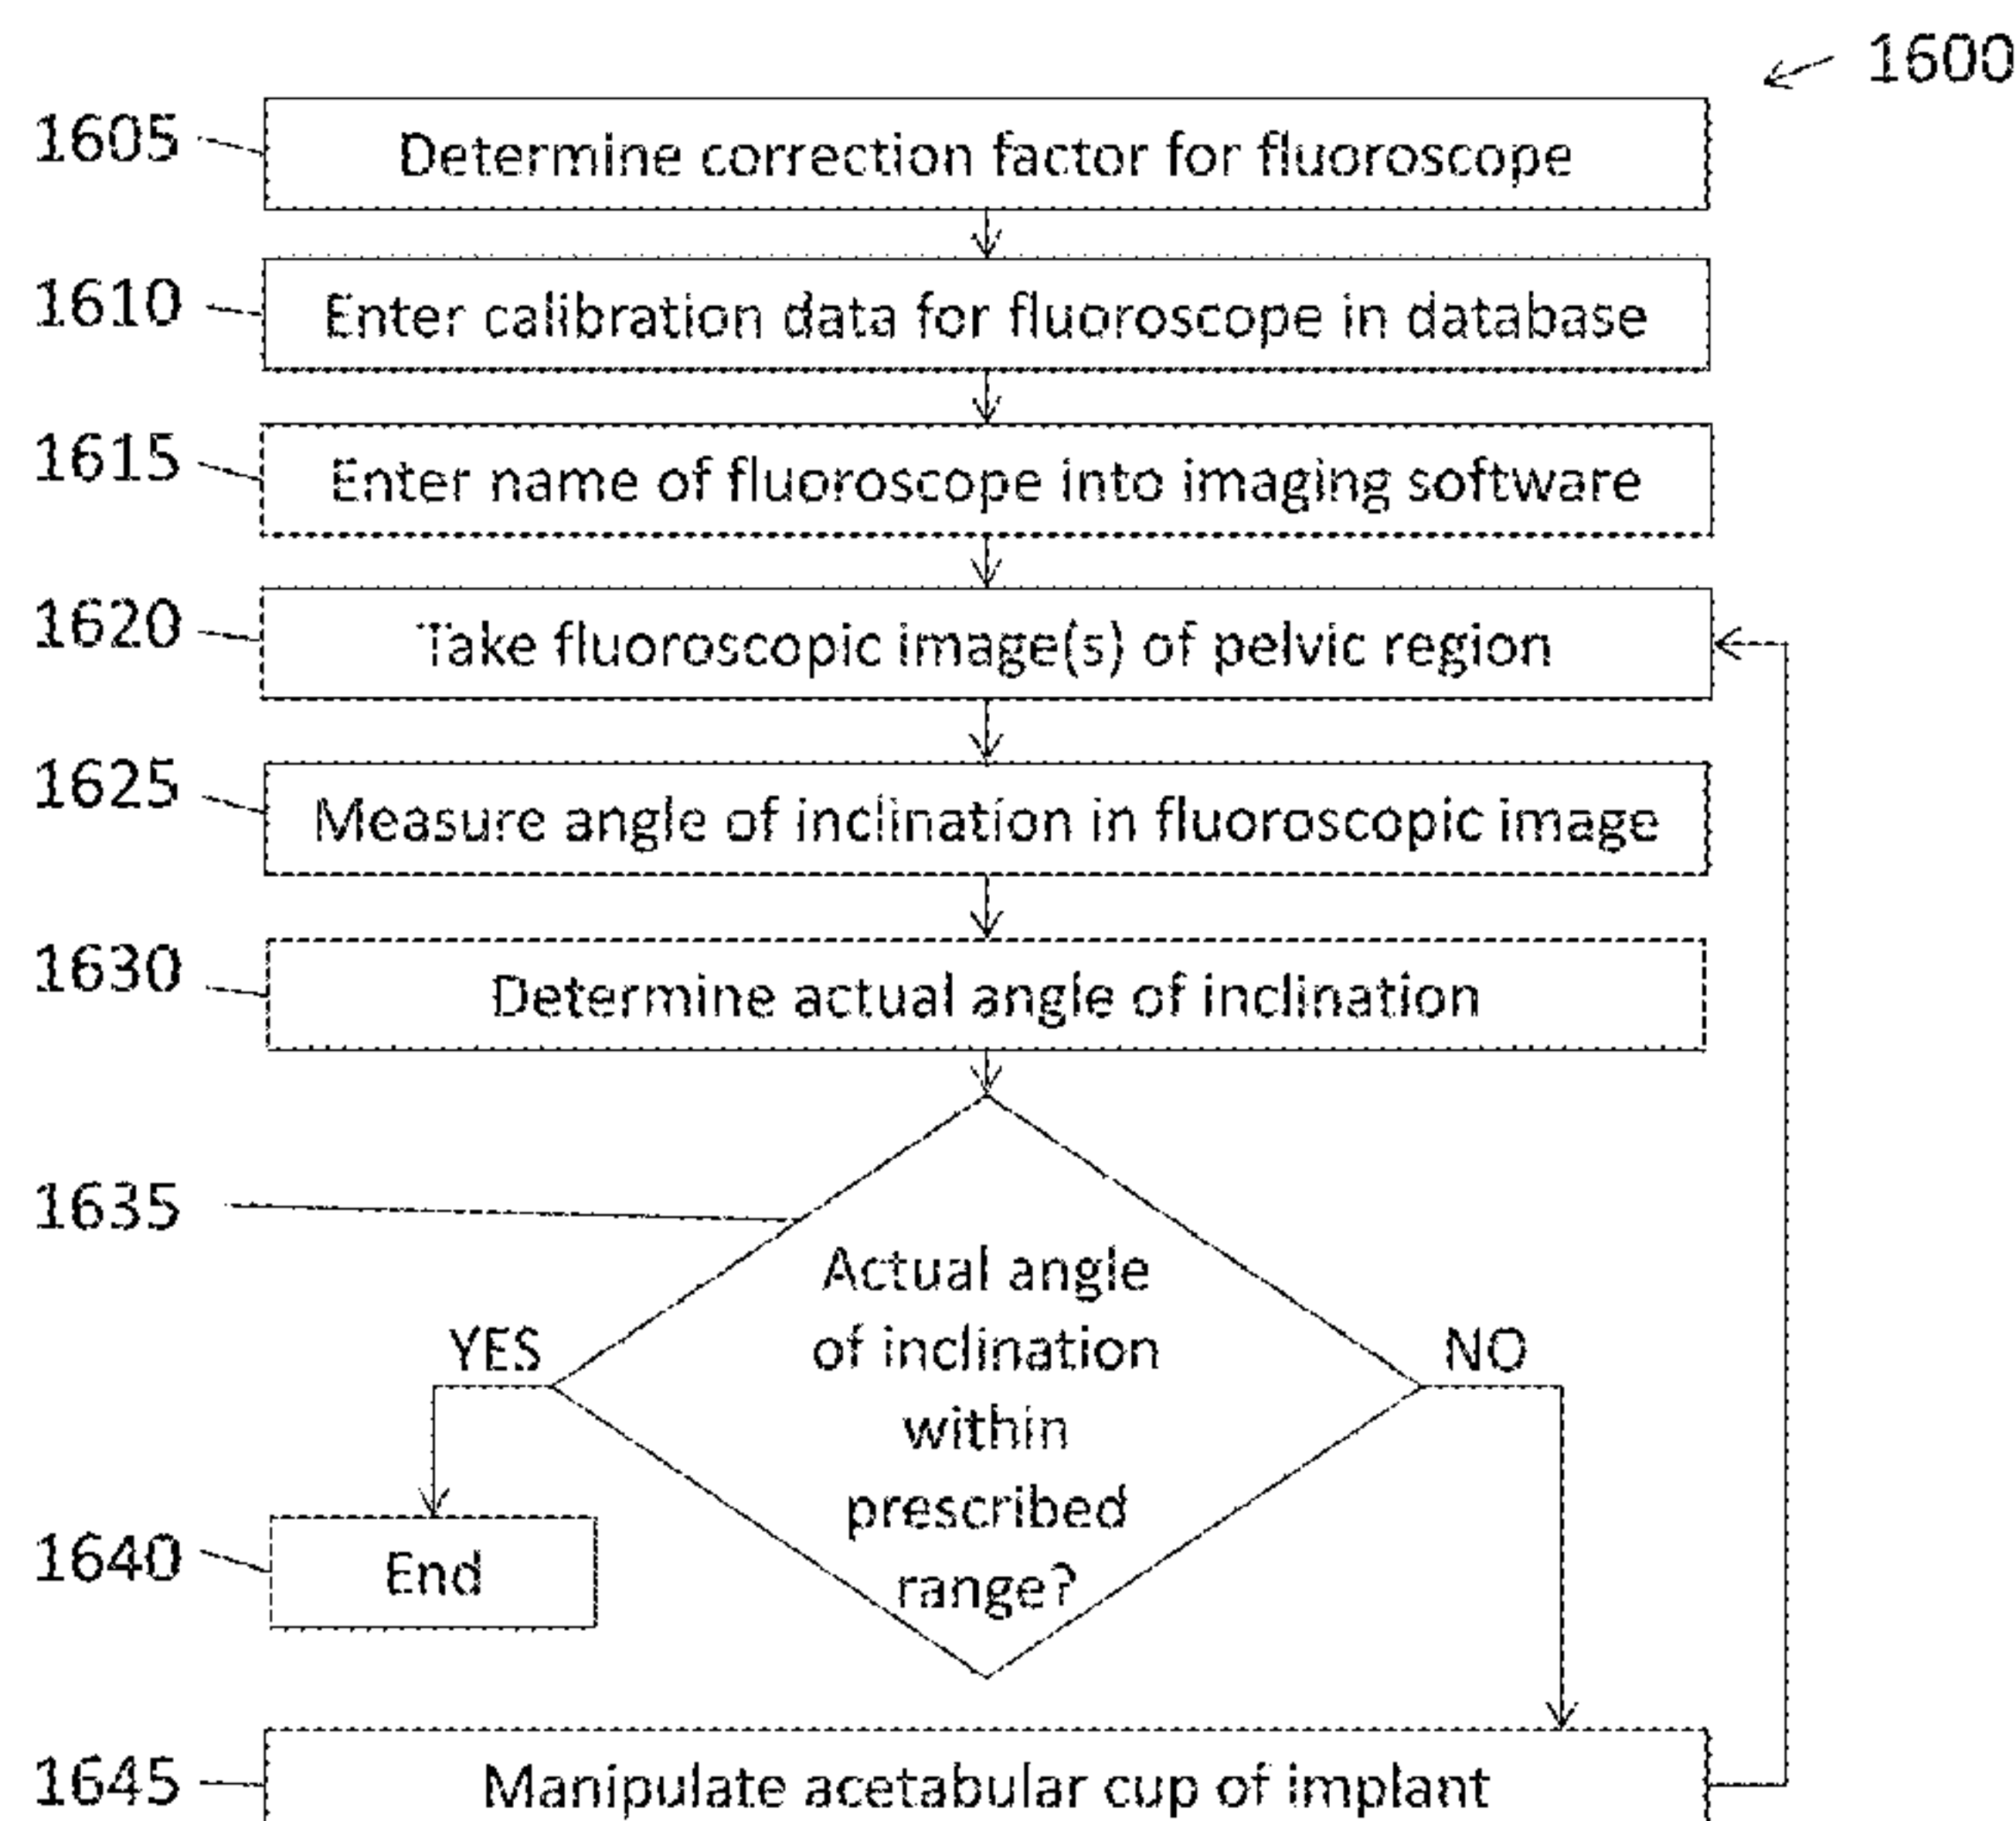 1600
1605 Determine correction factor for fluoroscope
1610 Enter calibration data for fluoroscope in database
1615 Enter name of fluoroscope into imaging software
1620 Take fluoroscopic image(s) of pelvic region
1625 Measure angle of inclination in fluoroscopic image
1630 Determine actual angle of inclination
1635
Actual angle
of inclination
within
prescribed
range?
YES
NO
1640 End
1645 Manipulate acetabular cup of implant